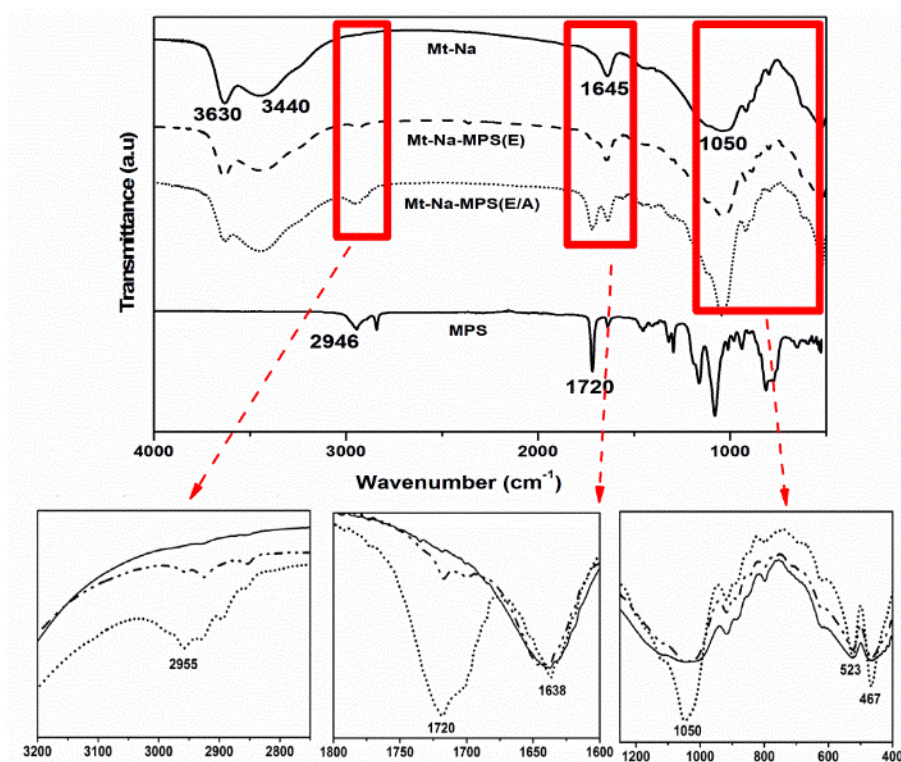 Transmittance (a.u)
Mt-Na
3630
3440
1645
1050
Mt-Na-MPS(E)
Mt-Na-MPS(E/A)
2946
MPS
1720
4000 3000 2000 1000
Wavenumber (cm⁻¹)
2955
3200 3100 3000 2900 2800
1720
1638
1800 1750 1700 1650 1600
1050
523
467
1200 1000 800 600 400